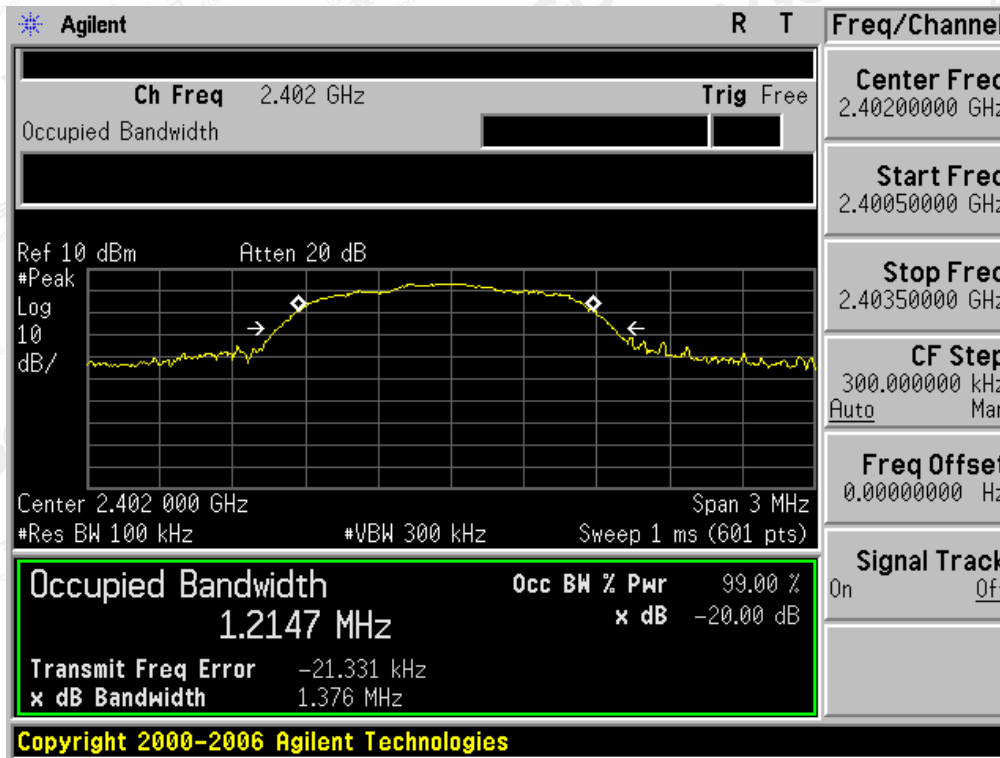 Agilent R T
Ch Freq 2.402 GHz Trig Free
Occupied Bandwidth
Ref 10 dBm Atten 20 dB
#Peak
Log
10
dB/
Center 2.402 000 GHz Span 3 MHz
#Res BW 100 kHz #VBW 300 kHz Sweep 1 ms (601 pts)
Occupied Bandwidth
1.2147 MHz
Occ BW % Pwr 99.00 %
x dB -20.00 dB
Transmit Freq Error -21.331 kHz
x dB Bandwidth 1.376 MHz
Copyright 2000-2006 Agilent Technologies
Freq/Channel
Center Freq
2.40200000 GHz
Start Freq
2.40050000 GHz
Stop Freq
2.40350000 GHz
CF Step
300.000000 kHz
Auto Man
Freq Offset
0.00000000 Hz
Signal Track
On Off